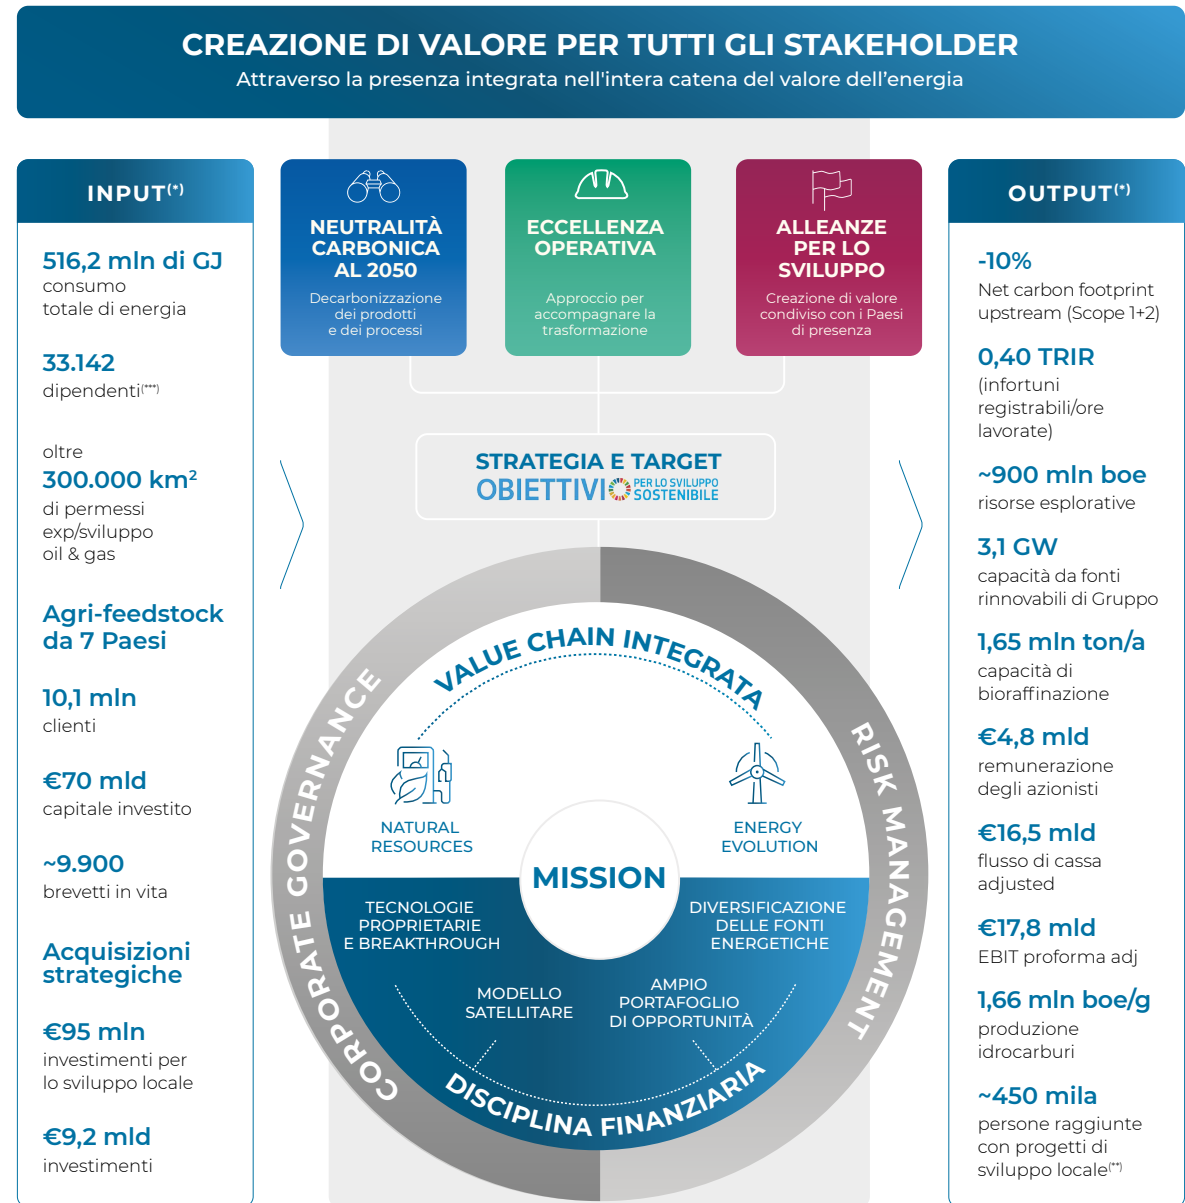 CREAZIONE DI VALORE PER TUTTI GLI STAKEHOLDER
Attraverso la presenza integrata nell'intera catena del valore dell’energia
INPUT(*)
516,2 mln di GJ
consumo
totale di energia
33.142
dipendenti(***)
oltre
300.000 km²
di permessi
exp/sviluppo
oil & gas
Agri-feedstock
da 7 Paesi
10,1 mln
clienti
€70 mld
capitale investito
~9.900
brevetti in vita
Acquisizioni
strategiche
€95 mln
investimenti per
lo sviluppo locale
€9,2 mld
investimenti
NEUTRALITÀ
CARBONICA
AL 2050
Decarbonizzazione
dei prodotti
e dei processi
ECCELLENZA
OPERATIVA
Approccio per
accompagnare la
trasformazione
ALLEANZE
PER LO
SVILUPPO
Creazione di valore
condiviso con i Paesi
di presenza
STRATEGIA E TARGET
OBIETTIVI PER LO SVILUPPO
SOSTENIBILE
CORPORATE GOVERNANCE
RISK MANAGEMENT
VALUE CHAIN INTEGRATA
NATURAL
RESOURCES
ENERGY
EVOLUTION
MISSION
TECNOLOGIE
PROPRIETARIE
E BREAKTHROUGH
DIVERSIFICAZIONE
DELLE FONTI
ENERGETICHE
MODELLO
SATELLITARE
AMPIO
PORTAFOGLIO
DI OPPORTUNITÀ
DISCIPLINA FINANZIARIA
OUTPUT(*)
-10%
Net carbon footprint
upstream (Scope 1+2)
0,40 TRIR
(infortuni
registrabili/ore
lavorate)
~900 mln boe
risorse esplorative
3,1 GW
capacità da fonti
rinnovabili di Gruppo
1,65 mln ton/a
capacità di
bioraffinazione
€4,8 mld
remunerazione
degli azionisti
€16,5 mld
flusso di cassa
adjusted
€17,8 mld
EBIT proforma adj
1,66 mln boe/g
produzione
idrocarburi
~450 mila
persone raggiunte
con progetti di
sviluppo locale(**)